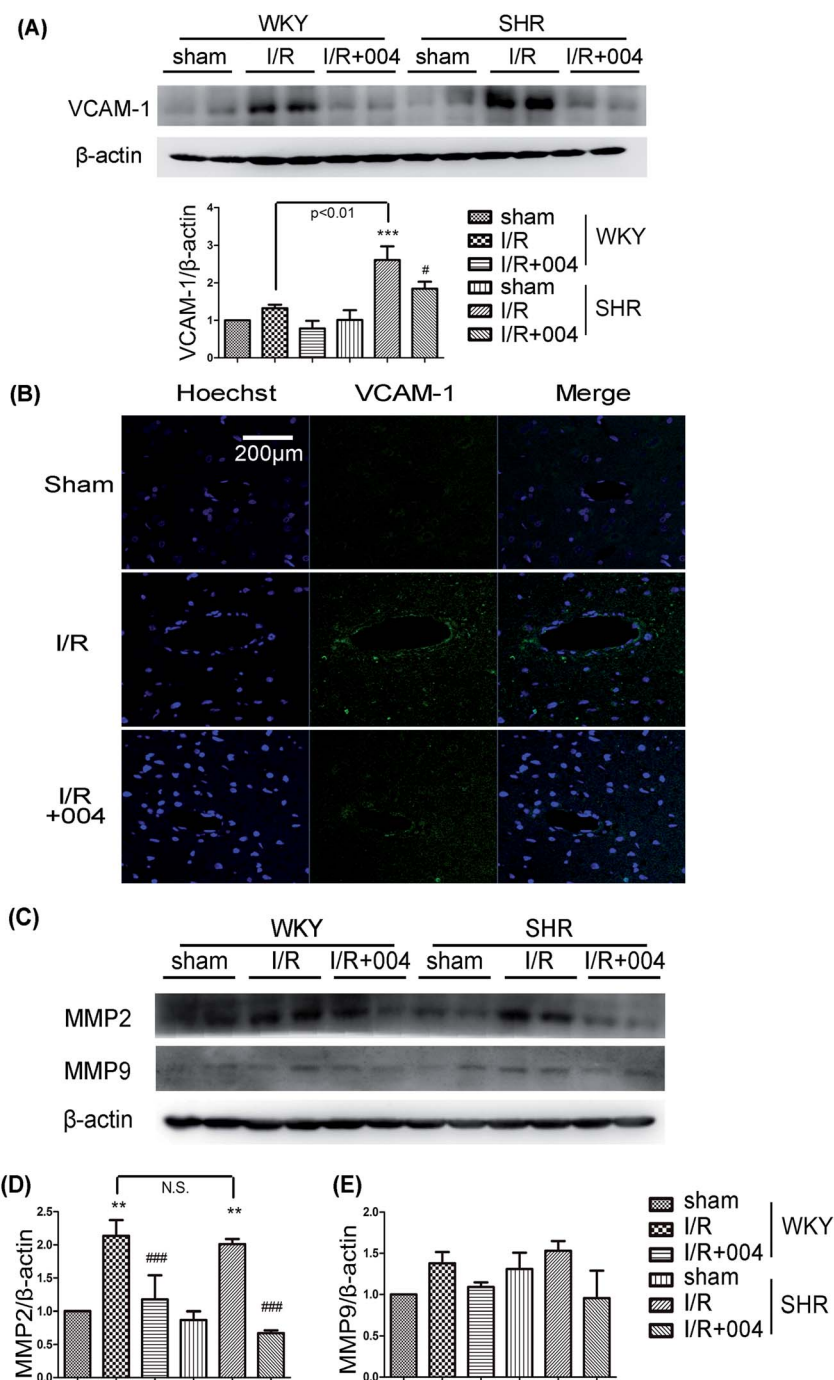 (A)
WKY SHR
sham I/R I/R+004 sham I/R I/R+004
VCAM-1
β-actin
VCAM-1/β-actin
4
3
2
1
0
p<0.01
***
#
sham
I/R
I/R+004
WKY
sham
I/R
I/R+004
SHR
(B)
Hoechst VCAM-1 Merge
200μm
Sham
I/R
I/R
+004
(C)
WKY SHR
sham I/R I/R+004 sham I/R I/R+004
MMP2
MMP9
β-actin
(D)
MMP2/β-actin
2.5
2.0
1.5
1.0
0.5
0.0
N.S.
** **
### ###
(E)
MMP9/β-actin
2.0
1.5
1.0
0.5
0.0
sham
I/R
I/R+004
WKY
sham
I/R
I/R+004
SHR